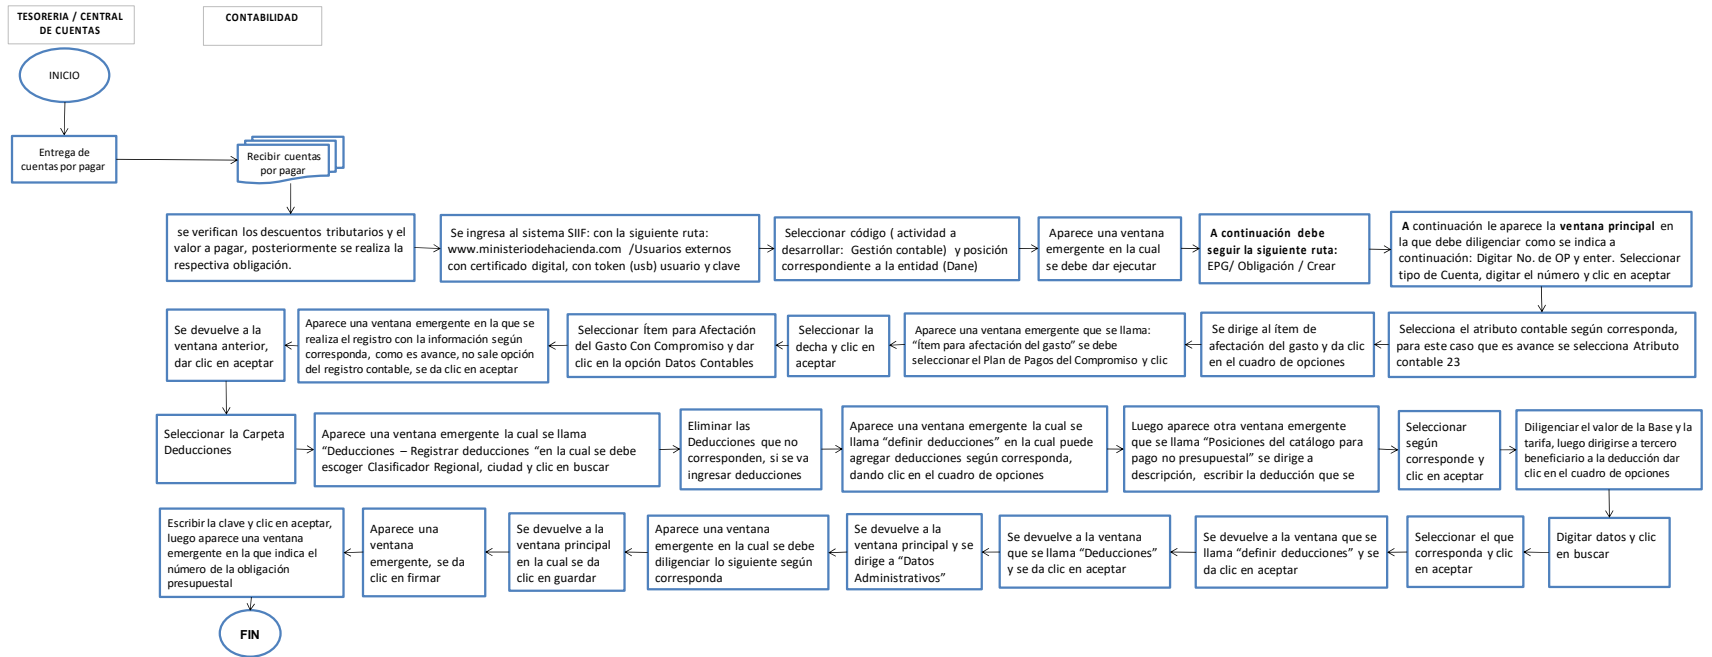 TESORERIA / CENTRAL
DE CUENTAS
CONTABILIDAD
INICIO
Entrega de
cuentas por pagar
Recibir cuentas
por pagar
se verifican los descuentos tributarios y el
valor a pagar, posteriormente se realiza la
respectiva obligación.
Se ingresa al sistema SIIF: con la siguiente ruta:
www.ministeriodehacienda.com /Usuarios externos
con certificado digital, con token (usb) usuario y clave
Seleccionar código ( actividad a
desarrollar: Gestión contable) y posición
correspondiente a la entidad (Dane)
Aparece una ventana
emergente en la cual
se debe dar ejecutar
A continuación debe
seguir la siguiente ruta:
EPG/ Obligación / Crear
A continuación le aparece la ventana principal en
la que debe diligenciar como se indica a
continuación: Digitar No. de OP y enter. Seleccionar
tipo de Cuenta, digitar el número y clic en aceptar
Selecciona el atributo contable según corresponda,
para este caso que es avance se selecciona Atributo
contable 23
Se dirige al ítem de
afectación del gasto y da clic
en el cuadro de opciones
Aparece una ventana emergente que se llama:
“Ítem para afectación del gasto” se debe
seleccionar el Plan de Pagos del Compromiso y clic
Seleccionar la
decha y clic en
aceptar
Seleccionar Ítem para Afectación
del Gasto Con Compromiso y dar
clic en la opción Datos Contables
Aparece una ventana emergente en la que se
realiza el registro con la información según
corresponda, como es avance, no sale opción
del registro contable, se da clic en aceptar
Se devuelve a la
ventana anterior,
dar clic en aceptar
Seleccionar la Carpeta
Deducciones
Aparece una ventana emergente la cual se llama
“Deducciones – Registrar deducciones “en la cual se debe
escoger Clasificador Regional, ciudad y clic en buscar
Eliminar las
Deducciones que no
corresponden, si se va
ingresar deducciones
Aparece una ventana emergente la cual se
llama “definir deducciones” en la cual puede
agregar deducciones según corresponda,
dando clic en el cuadro de opciones
Luego aparece otra ventana emergente
que se llama “Posiciones del catálogo para
pago no presupuestal” se dirige a
descripción, escribir la deducción que se
Seleccionar
según
corresponde y
clic en aceptar
Diligenciar el valor de la Base y la
tarifa, luego dirigirse a tercero
beneficiario a la deducción dar
clic en el cuadro de opciones
Digitar datos y clic
en buscar
Seleccionar el que
corresponda y clic
en aceptar
Se devuelve a la ventana que se
llama “definir deducciones” y se
da clic en aceptar
Se devuelve a la ventana
que se llama “Deducciones”
y se da clic en aceptar
Se devuelve a la
ventana principal y se
dirige a “Datos
Administrativos”
Aparece una ventana
emergente en la cual se debe
diligenciar lo siguiente según
corresponda
Se devuelve a la
ventana principal
en la cual se da
clic en guardar
Aparece una
ventana
emergente, se da
clic en firmar
Escribir la clave y clic en aceptar,
luego aparece una ventana
emergente en la que indica el
número de la obligación
presupuestal
FIN